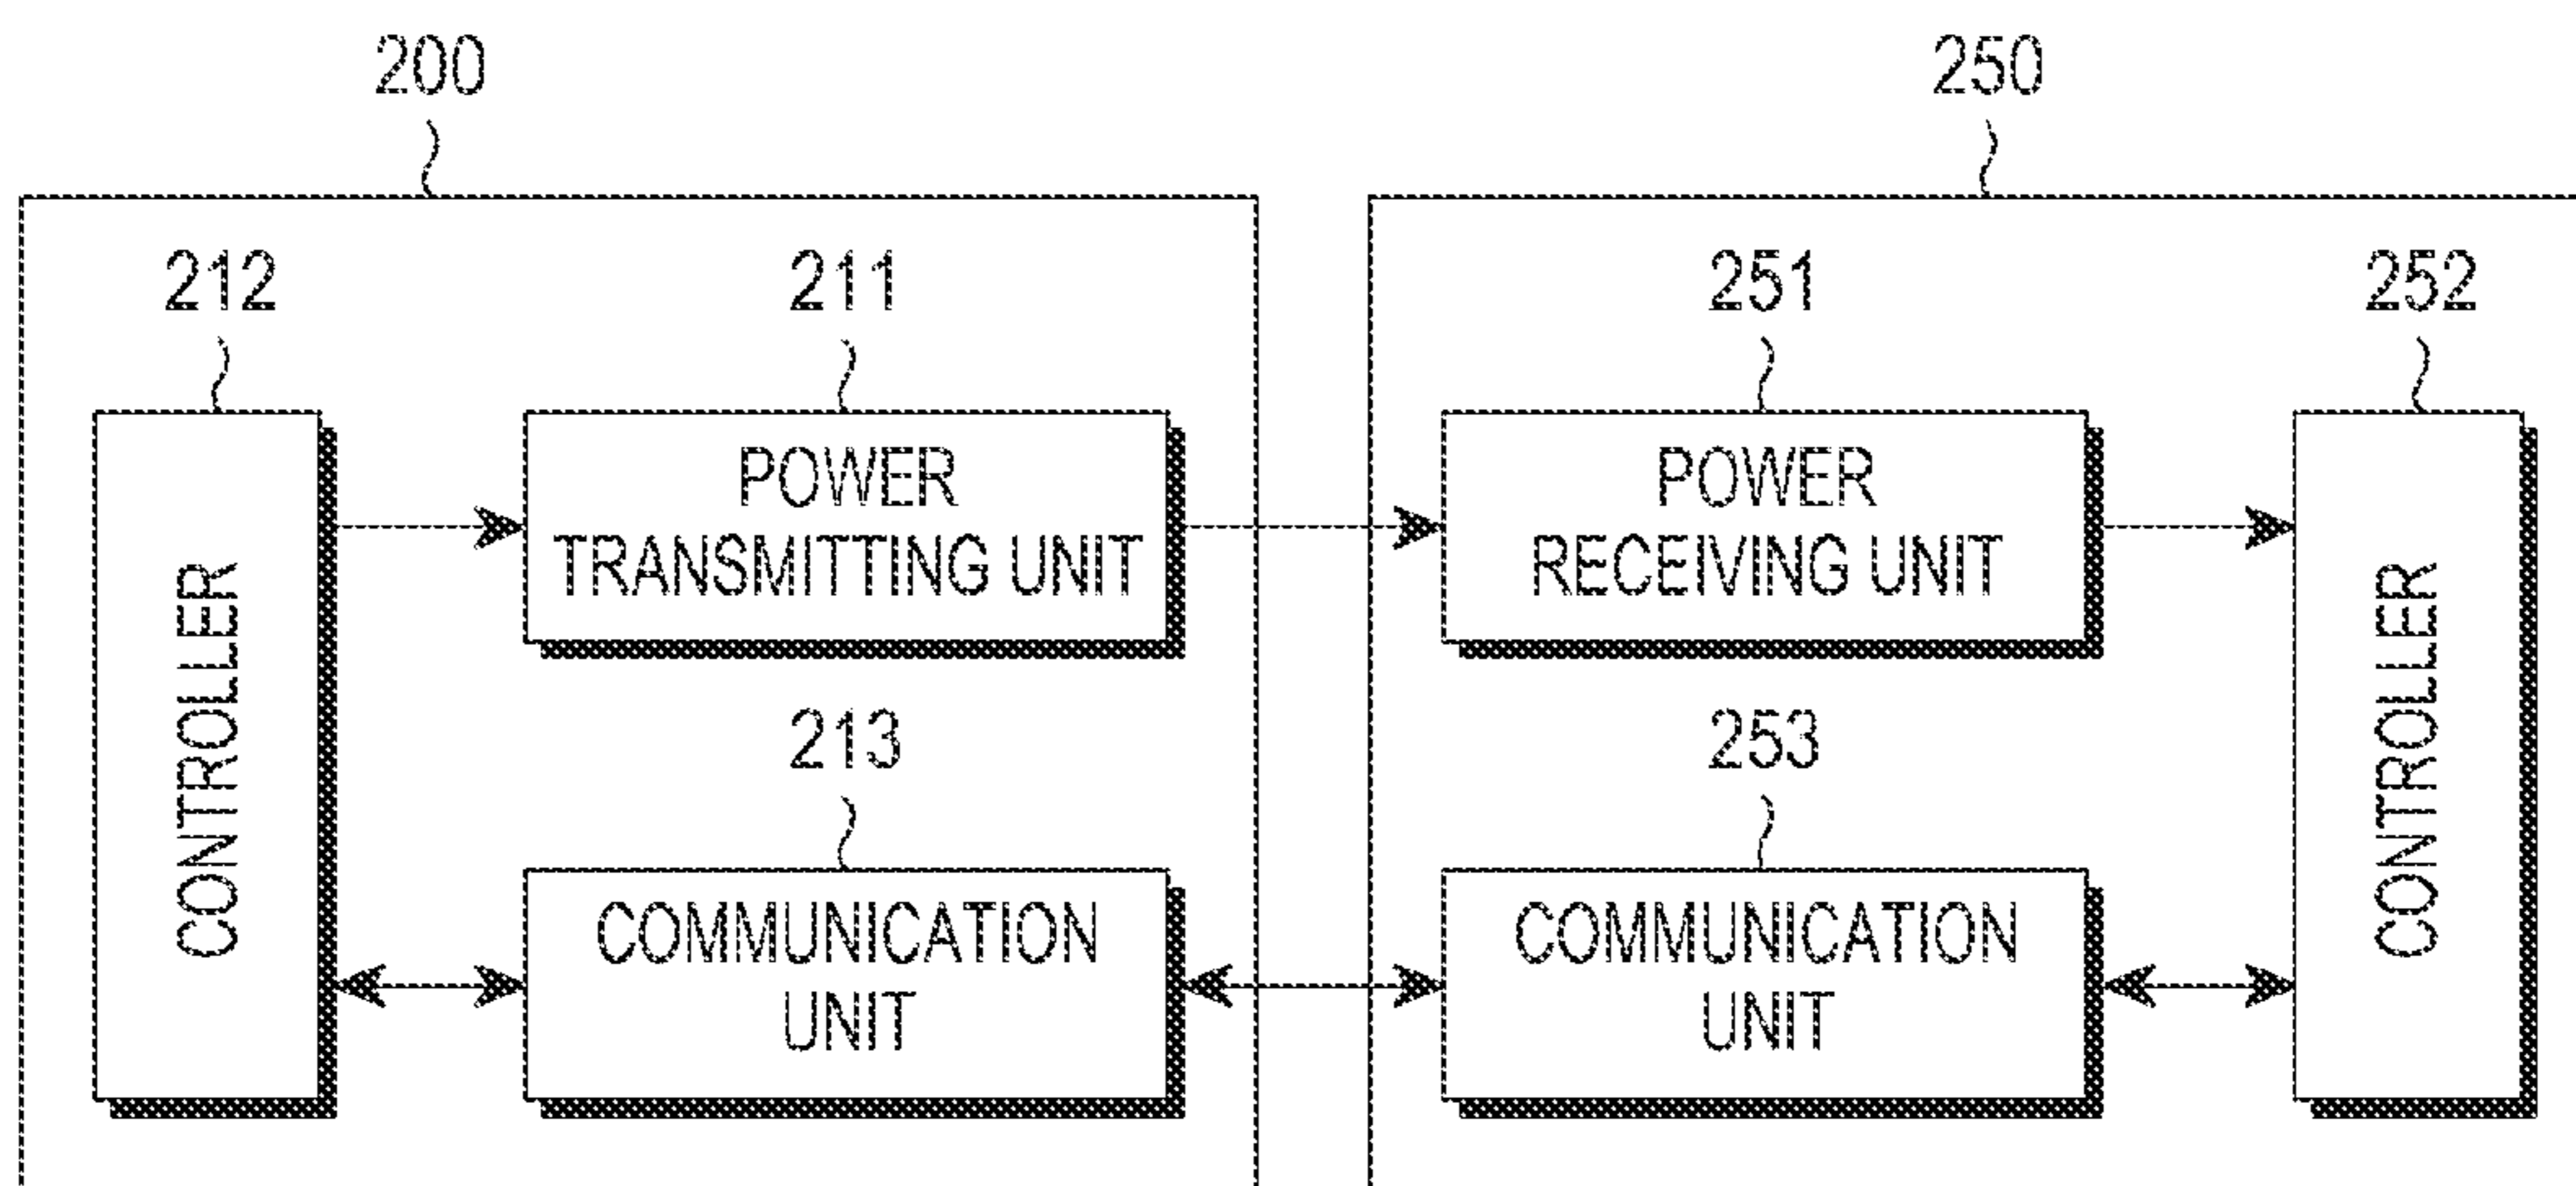 200
250
212
211
251
252
POWER
TRANSMITTING UNIT
POWER
RECEIVING UNIT
CONTROLLER
CONTROLLER
213
253
COMMUNICATION
UNIT
COMMUNICATION
UNIT